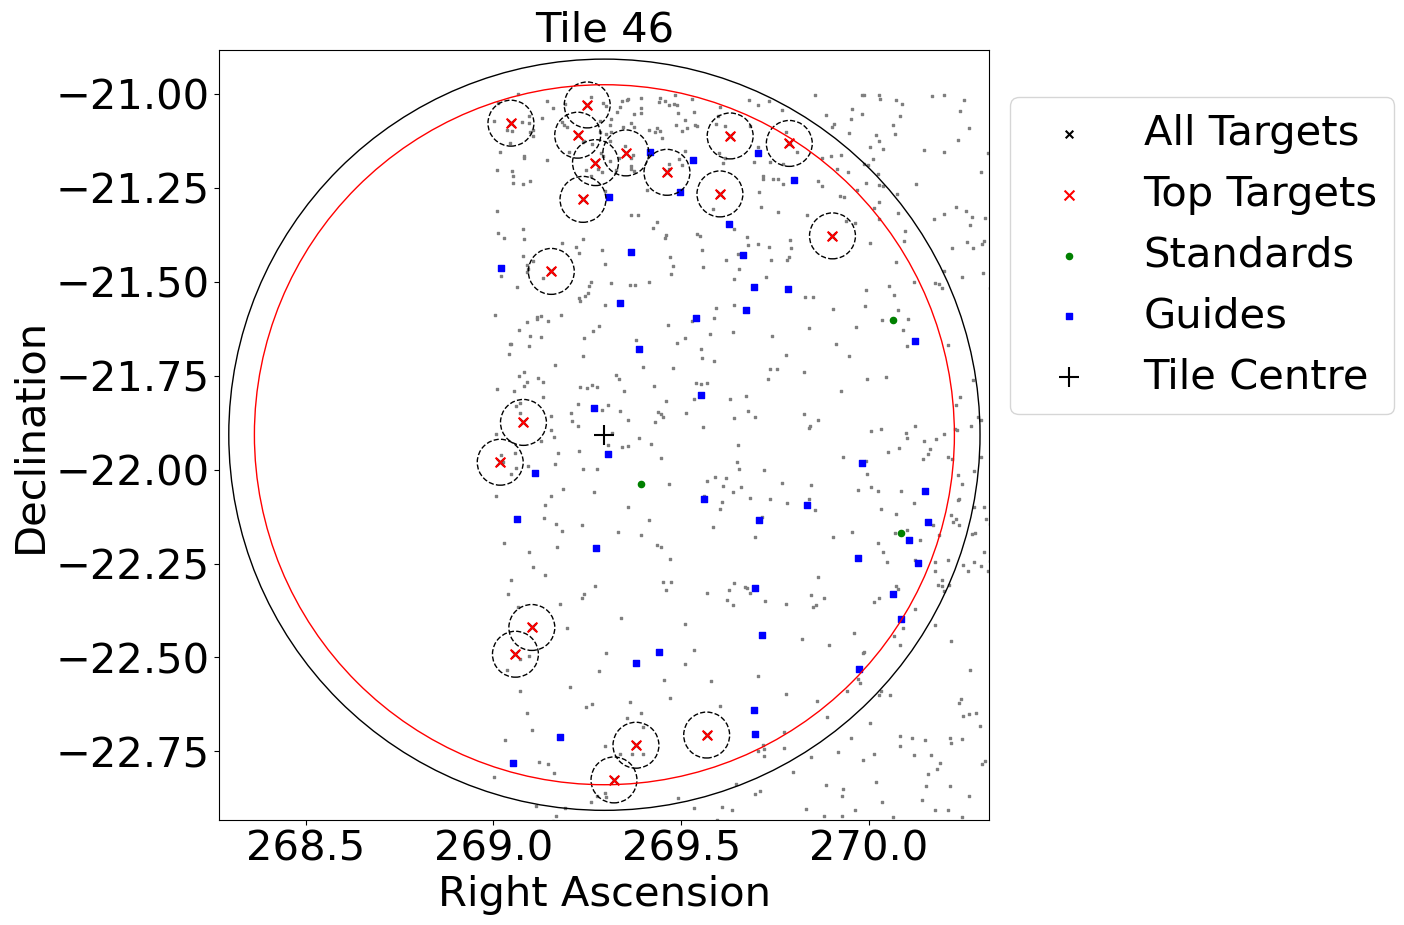 Tile 46
−21.00
−21.25
−21.50
−21.75
−22.00
−22.25
−22.50
−22.75
Declination
268.5
269.0
269.5
270.0
Right Ascension
All Targets
Top Targets
Standards
Guides
Tile Centre